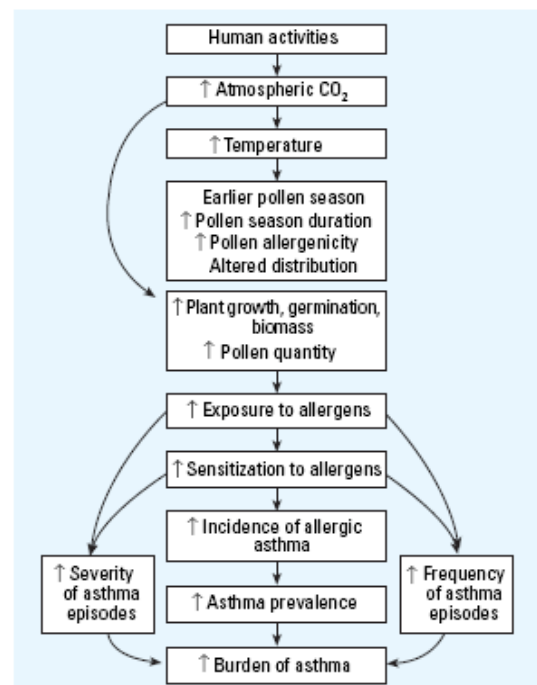 Human activities
↑ Atmospheric CO₂
↑ Temperature
Earlier pollen season
↑ Pollen season duration
↑ Pollen allergenicity
Altered distribution
↑ Plant growth, germination,
biomass
↑ Pollen quantity
↑ Exposure to allergens
↑ Sensitization to allergens
↑ Incidence of allergic
asthma
↑ Severity
of asthma
episodes
↑ Frequency
of asthma
episodes
↑ Asthma prevalence
↑ Burden of asthma